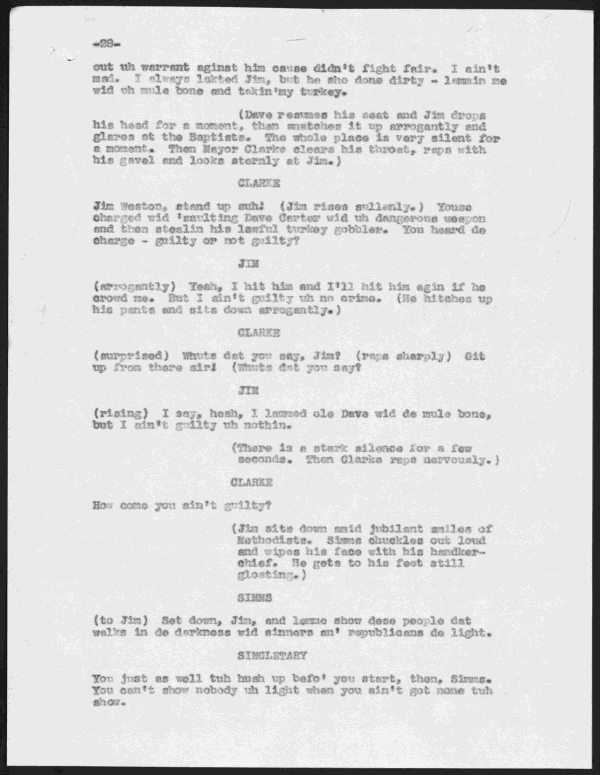 -28-
out uh warrant aginst him cause didn't fight fair. I ain't
mad. I always lakted Jim, but he sho done dirty - lammin me
wid uh mule bone and takin'my turkey.
(Dave resumes his seat and Jim drops
his head for a moment, then snatches it up arrogantly and
glares at the Baptists. The whole place is very silent for
a moment. Then Mayor Clarke clears his throat, raps with
his gavel and looks sternly at Jim.)
CLARKE
Jim Weston, stand up suh! (Jim rises sullenly.) Youse
charged wid 'saulting Dave Carter wid uh dangerous weepon
and then stealin his lawful turkey gobbler. You heard de
charge - guilty or not guilty?
JIM
(arrogantly) Yeah, I hit him and I'll hit him agin if he
crowd me. But I ain't guilty uh no crime. (He hitches up
his pants and sits down arrogantly.)
CLARKE
(surprised) Whuts dat you say, Jim? (raps sharply) Git
up from there sir! (Whuts dat you say?
JIM
(rising) I say, heah, I lammed ole Dave wid de mule bone,
but I ain't guilty uh nothin.
(There is a stark silence for a few
seconds. Then Clarke raps nervously.)
CLARKE
How come you ain't guilty?
(Jim sits down amid jubilant smiles of
Methodists. Simms chuckles out loud
and wipes his face with his handker-
chief. He gets to his feet still
gloating.)
SIMMS
(to Jim) Set down, Jim, and lemme show dese people dat
walks in de darkness wid sinners an' republicans de light.
SINGLETARY
You just as well tuh hush up befo' you start, then, Simms.
You can't show nobody uh light when you ain't got none tuh
show.